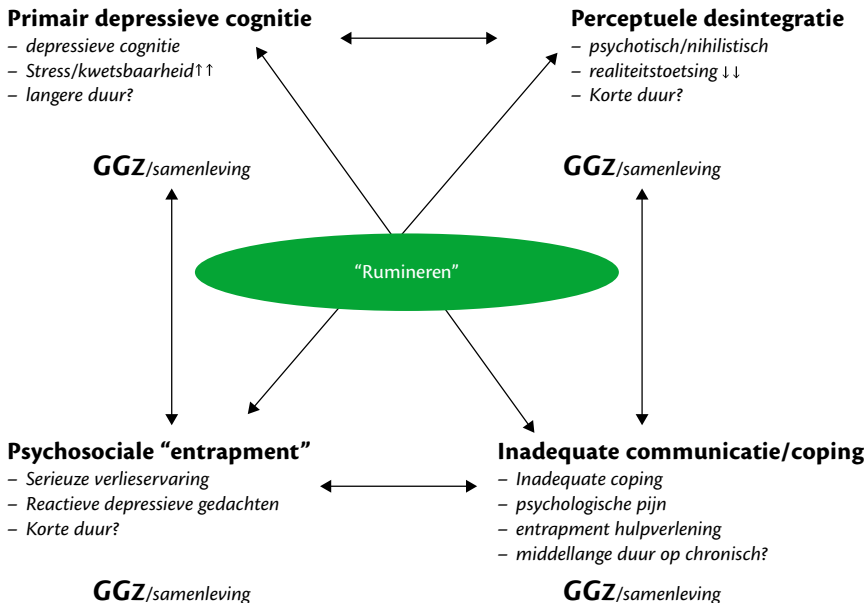 Primair depressieve cognitie
– depressieve cognitie
– Stress/kwetsbaarheid↑↑
– langere duur?
GGZ/samenleving
Perceptuele desintegratie
– psychotisch/nihilistisch
– realiteitstoetsing ↓↓
– Korte duur?
GGZ/samenleving
“Rumineren”
Psychosociale “entrapment”
– Serieuze verlieservaring
– Reactieve depressieve gedachten
– Korte duur?
GGZ/samenleving
Inadequate communicatie/coping
– Inadequate coping
– psychologische pijn
– entrapment hulpverlening
– middellange duur op chronisch?
GGZ/samenleving